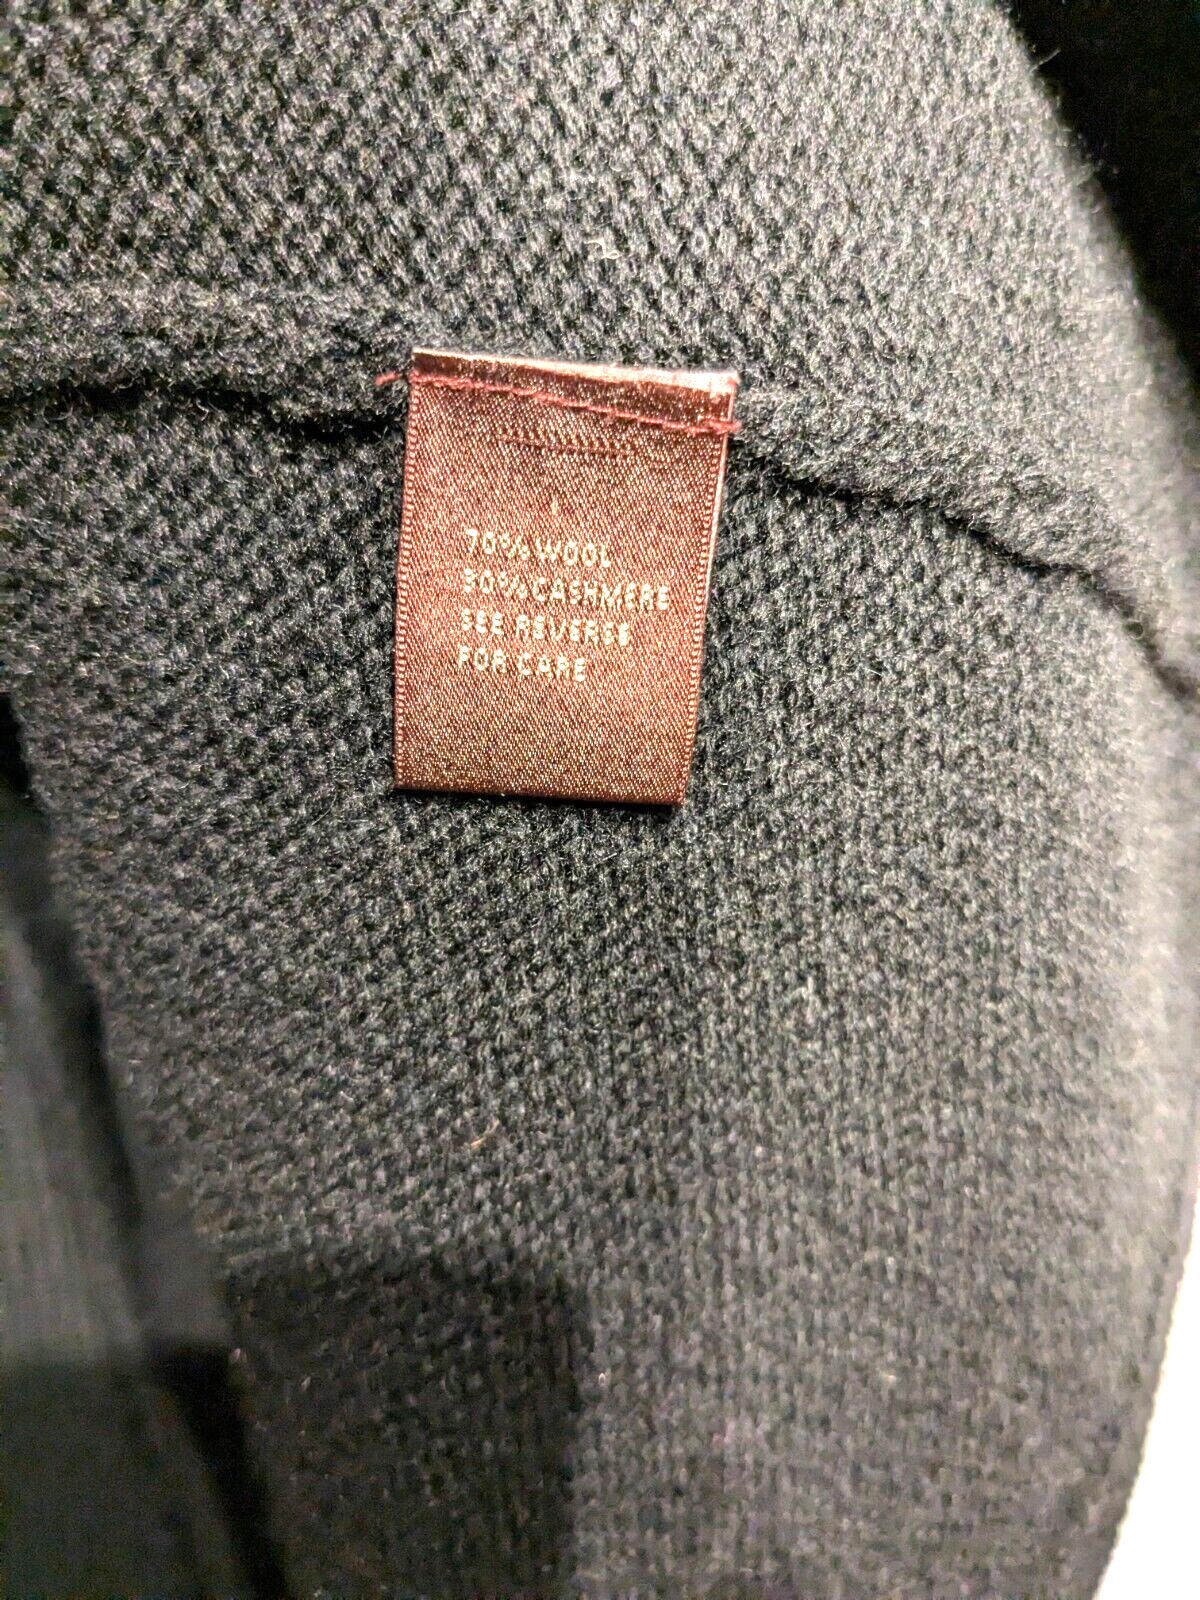 70% WOOL
30% CASHMERE
SEE REVERSE
FOR CARE